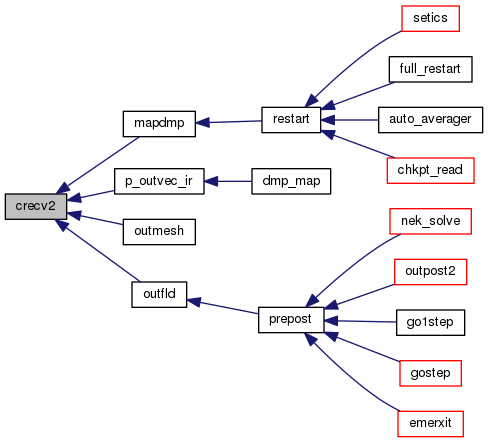 setics
full_restart
mapdmp
restart
auto_averager
chkpt_read
p_outvec_ir
dmp_map
crecv2
nek_solve
outmesh
outpost2
outfld
prepost
go1step
gostep
emerxit